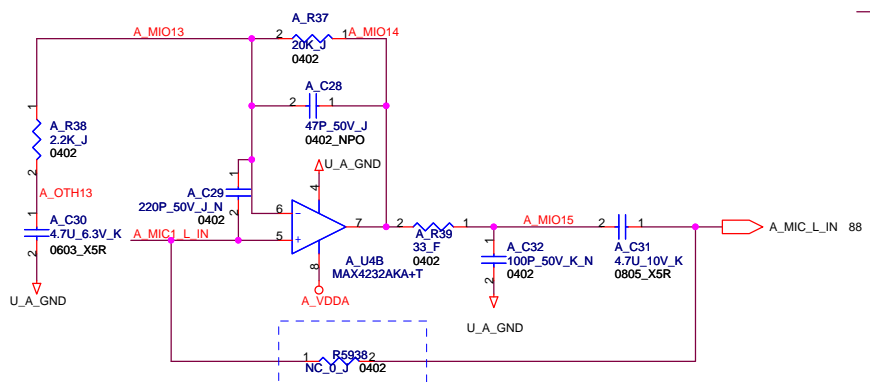 A_MIO13
2
A_R37
20K_J
0402
1
A_MIO14
2
A_C28
1
47P_50V_J
0402_NPO
1
A_R38
2.2K_J
0402
2
A_OTH13
1
A_C30
4.7U_6.3V_K
0603_X5R
2
U_A_GND
1
A_C29
220P_50V_J_N
0402
2
A_MIC1_L_IN
U_A_GND
4
6
5
7
8
A_U4B
MAX4232AKA+T
A_VDDA
2
1
A_R39
33_F
0402
A_MIO15
1
A_C32
100P_50V_K_N
0402
2
U_A_GND
2
1
A_C31
4.7U_10V_K
0805_X5R
A_MIC_L_IN 88
1
R5938
2
NC_0_J
0402